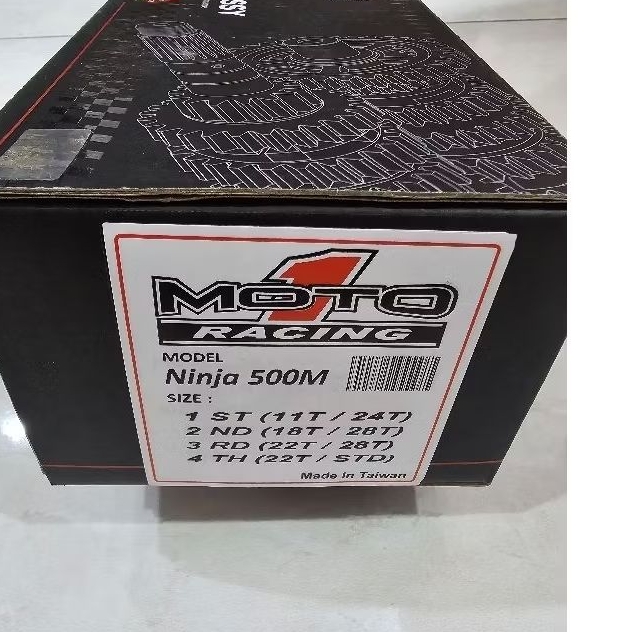 SSY
MOTO 1
RACING
MODEL
Ninja 500M
SIZE :
1 ST (11T / 24T)
2 ND (18T / 28T)
3 RD (22T / 28T)
4 TH (22T / STD)
Made In Taiwan